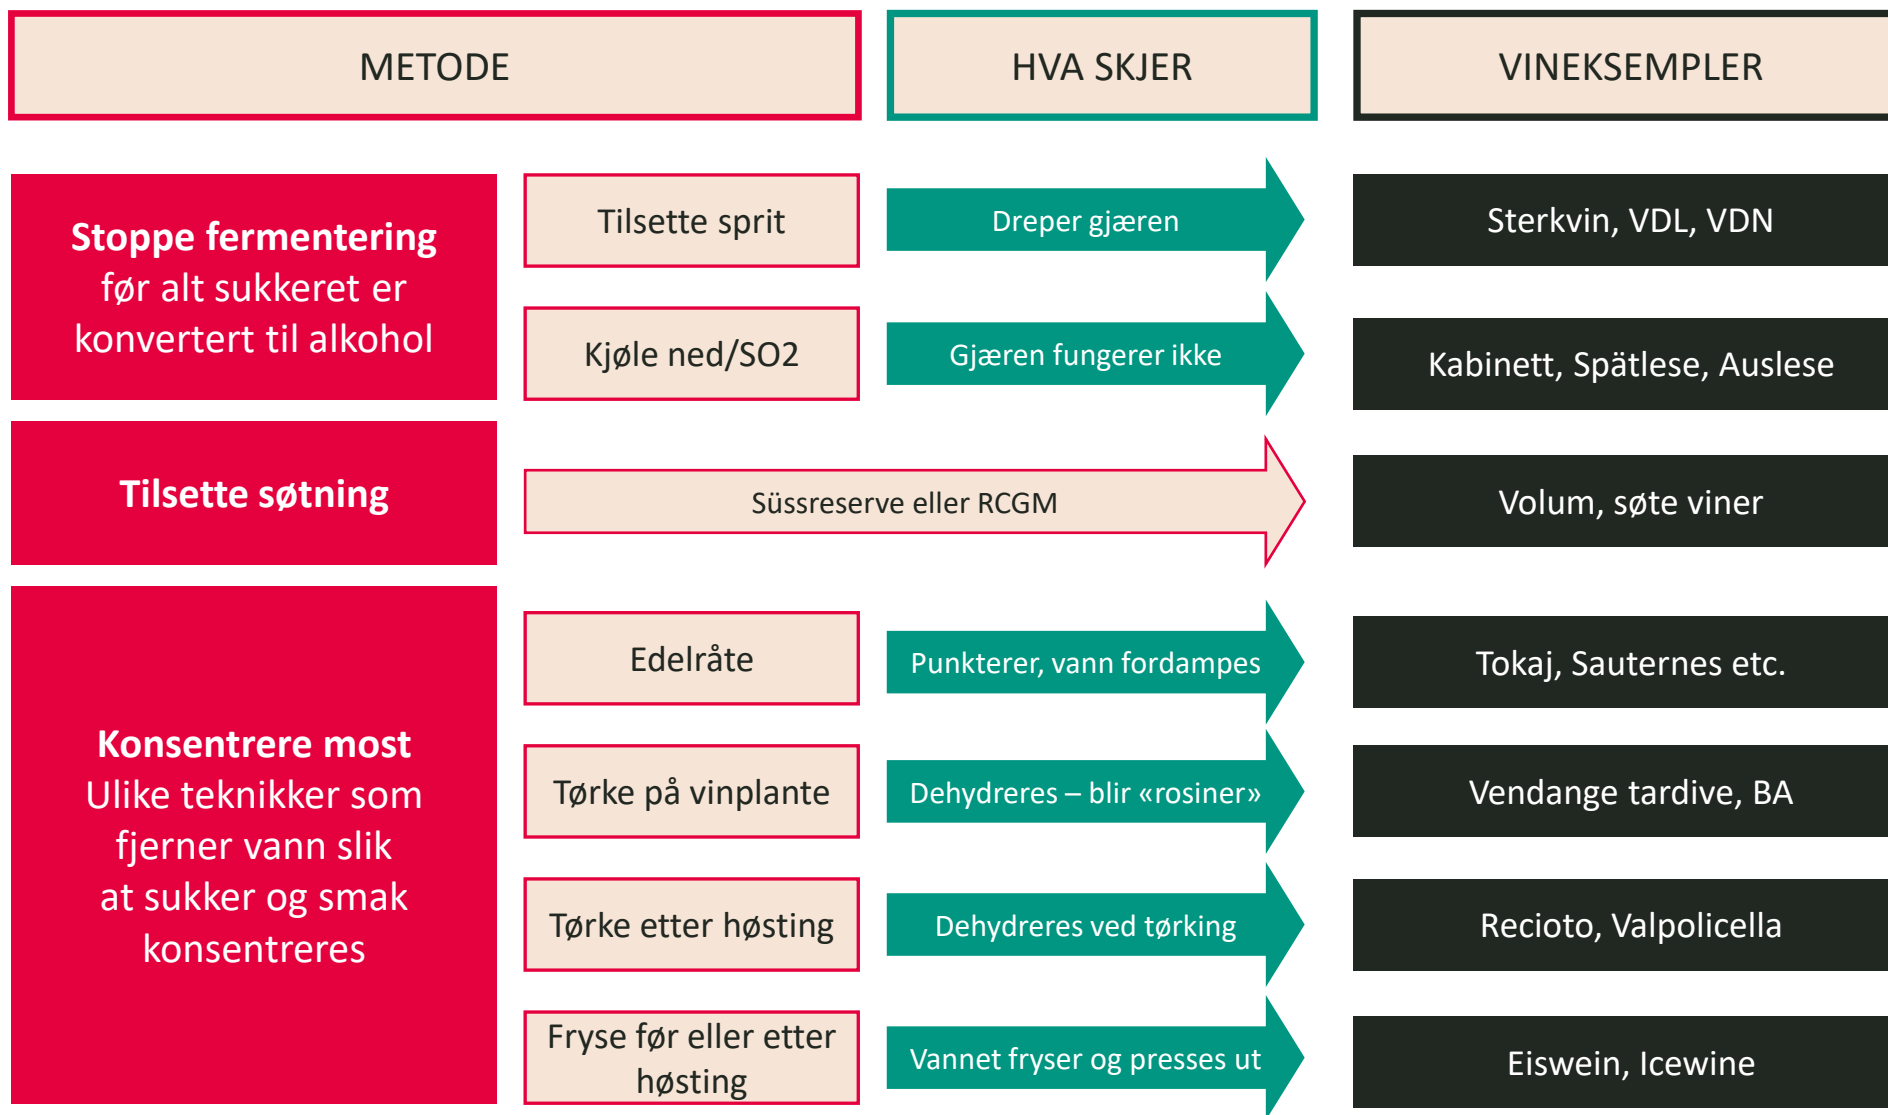 METODE
HVA SKJER
VINEKSEMPLER
Stoppe fermentering
før alt sukkeret er
konvertert til alkohol
Tilsette sprit
Dreper gjæren
Sterkvin, VDL, VDN
Kjøle ned/SO2
Gjæren fungerer ikke
Kabinett, Spätlese, Auslese
Tilsette søtning
Süssreserve eller RCGM
Volum, søte viner
Konsentrere most
Ulike teknikker som
fjerner vann slik
at sukker og smak
konsentreres
Edelråte
Punkterer, vann fordampes
Tokaj, Sauternes etc.
Tørke på vinplante
Dehydreres – blir «rosiner»
Vendange tardive, BA
Tørke etter høsting
Dehydreres ved tørking
Recioto, Valpolicella
Fryse før eller etter
høsting
Vannet fryser og presses ut
Eiswein, Icewine